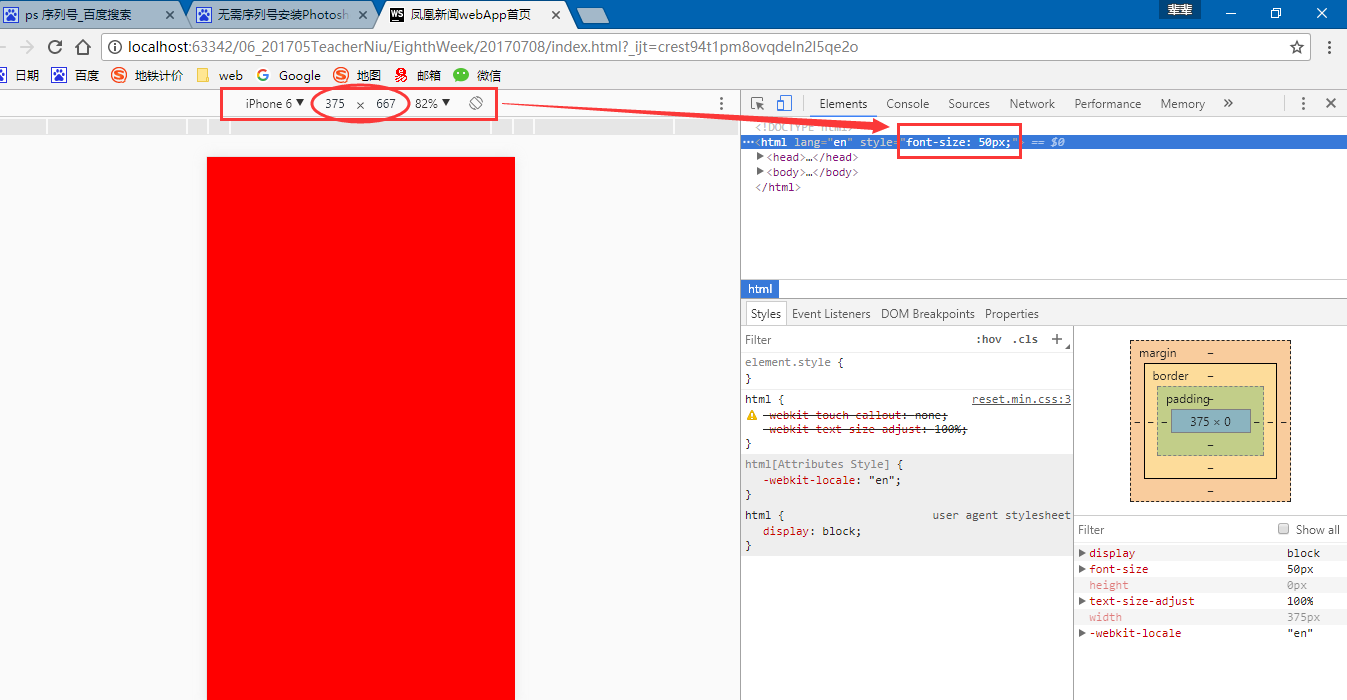 ps 序列号_百度搜索
无需序列号安装Photosh
WS
凤凰新闻webApp首页
辈辈
localhost:63342/06_201705TeacherNiu/EighthWeek/20170708/index.html?_ijt=crest94t1pm8ovqdeln2l5qe2o
日期 百度 地铁计价 web Google 地图 邮箱 微信
iPhone 6 375 × 667 82%
Elements Console Sources Network Performance Memory »
<!DOCTYPE html>
…<html lang="en" style="font-size: 50px;"> == $0
<head>…</head>
<body>…</body>
</html>
html
Styles Event Listeners DOM Breakpoints Properties
Filter :hov .cls +
element.style {
}
html { reset.min.css:3
-webkit-touch-callout: none;
-webkit-text-size-adjust: 100%;
}
html[Attributes Style] {
-webkit-locale: "en";
}
html { user agent stylesheet
display: block;
}
margin –
border –
padding –
– – – 375 × 0 – – –
–
–
–
Filter Show all
display block
font-size 50px
height 0px
text-size-adjust 100%
width 375px
-webkit-locale "en"